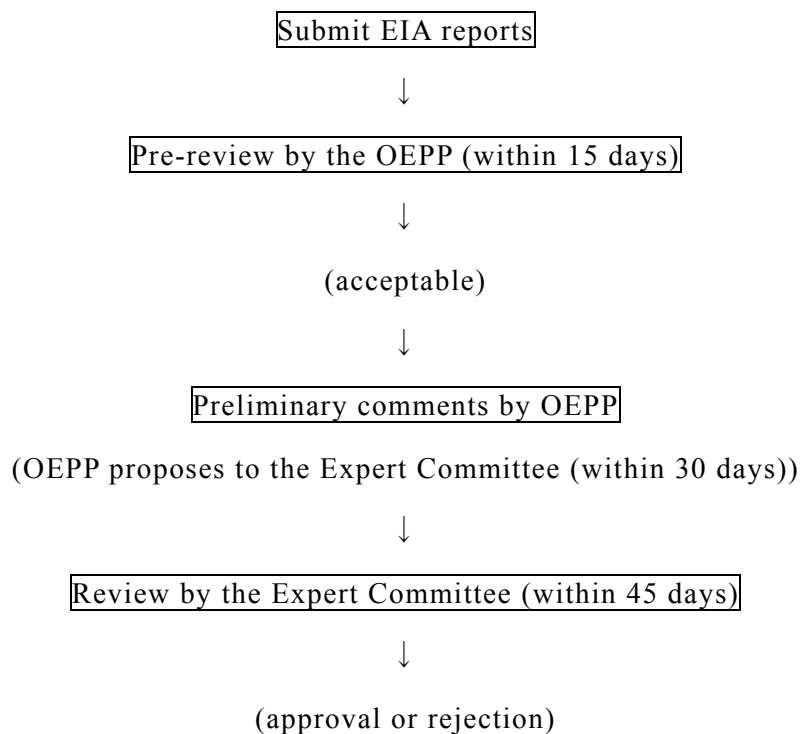 Submit EIA reports
↓
Pre-review by the OEPP (within 15 days)
↓
(acceptable)
↓
Preliminary comments by OEPP
(OEPP proposes to the Expert Committee (within 30 days))
↓
Review by the Expert Committee (within 45 days)
↓
(approval or rejection)